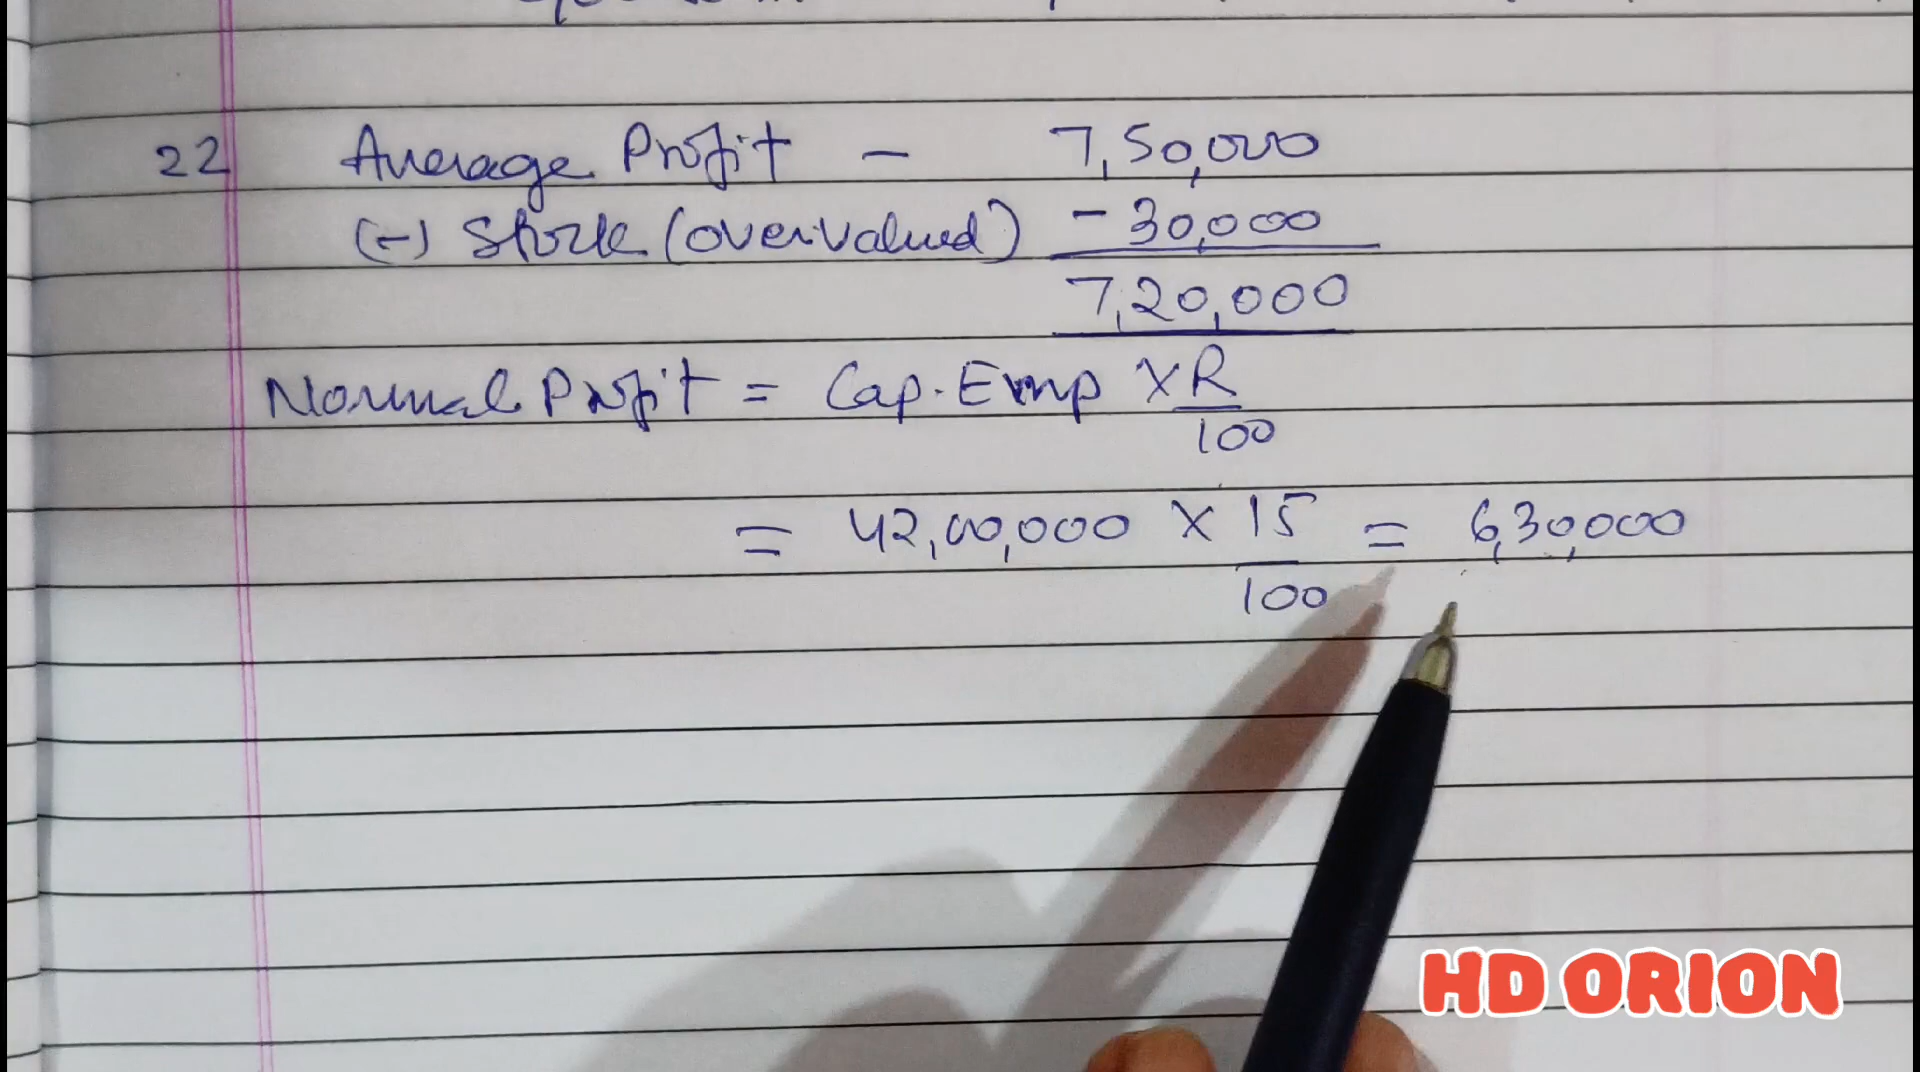 22 Average Profit - 7,50,000
(-) Stock (overvalued) - 30,000
7,20,000
Normal Profit = Cap. Emp X R/100
= 42,00,000 X 15/100 = 6,30,000
HD ORION